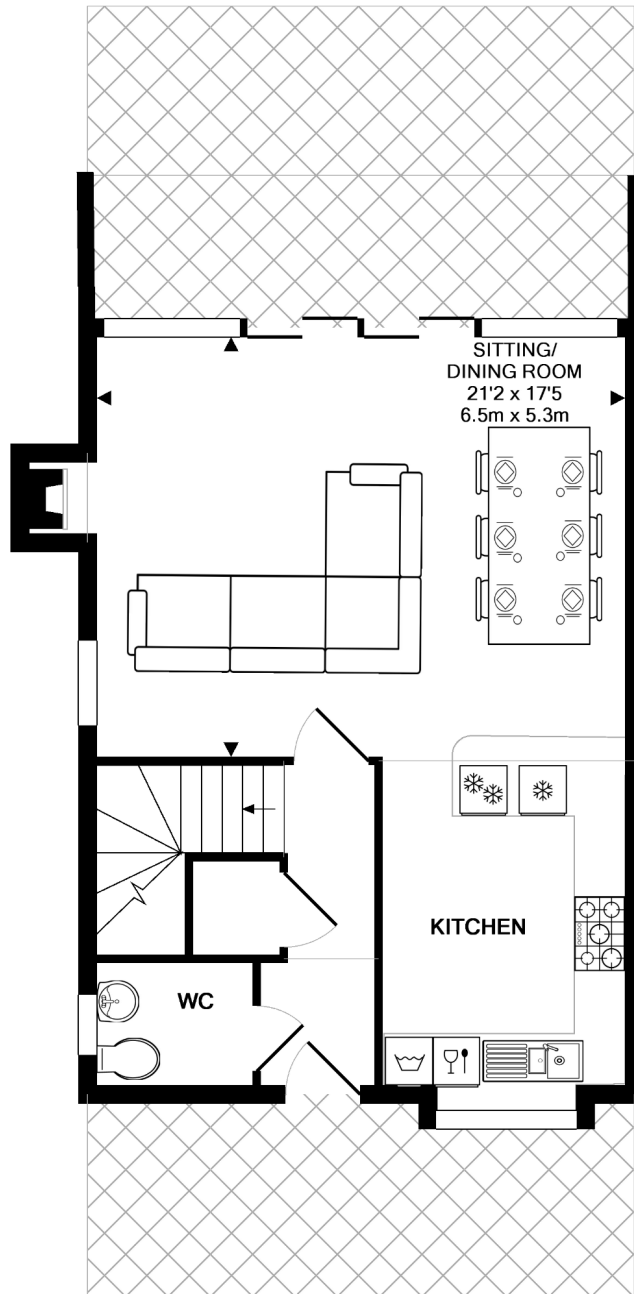 SITTING/
DINING ROOM
21'2 x 17'5
6.5m x 5.3m
KITCHEN
WC